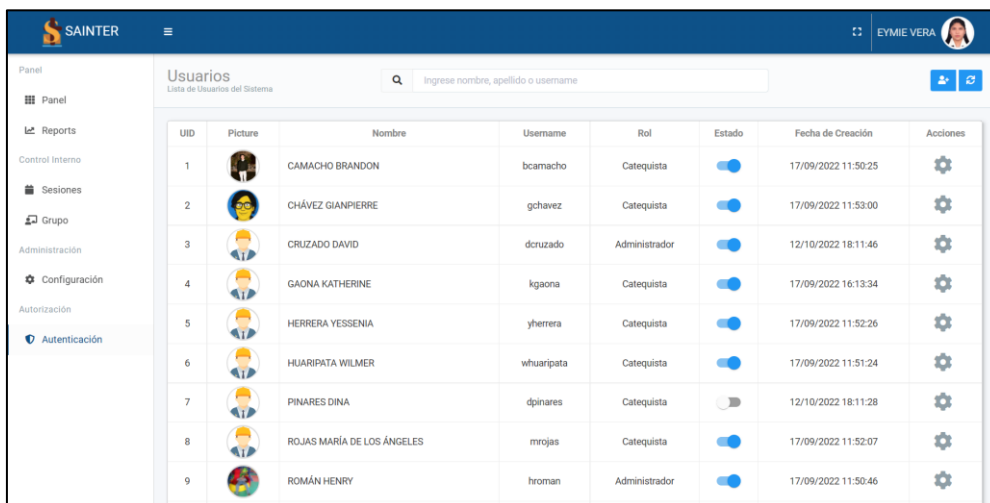 SAINTER
EYMIE VERA
Panel
Panel
Reports
Control Interno
Sesiones
Grupo
Administración
Configuración
Autorización
Autenticación
Usuarios
Lista de Usuarios del Sistema
Ingrese nombre, apellido o username
UID Picture Nombre Username Rol Estado Fecha de Creación Acciones
1 CAMACHO BRANDON bcamacho Catequista 17/09/2022 11:50:25
2 CHÁVEZ GIANPIERRE gchavez Catequista 17/09/2022 11:53:00
3 CRUZADO DAVID dcruzado Administrador 12/10/2022 18:11:46
4 GAONA KATHERINE kgaona Catequista 17/09/2022 16:13:34
5 HERRERA YESSENIA yherrera Catequista 17/09/2022 11:52:26
6 HUARIPATA WILMER whuaripata Catequista 17/09/2022 11:51:24
7 PINARES DINA dpinares Catequista 12/10/2022 18:11:28
8 ROJAS MARÍA DE LOS ÁNGELES mrojas Catequista 17/09/2022 11:52:07
9 ROMÁN HENRY hroman Administrador 17/09/2022 11:50:46